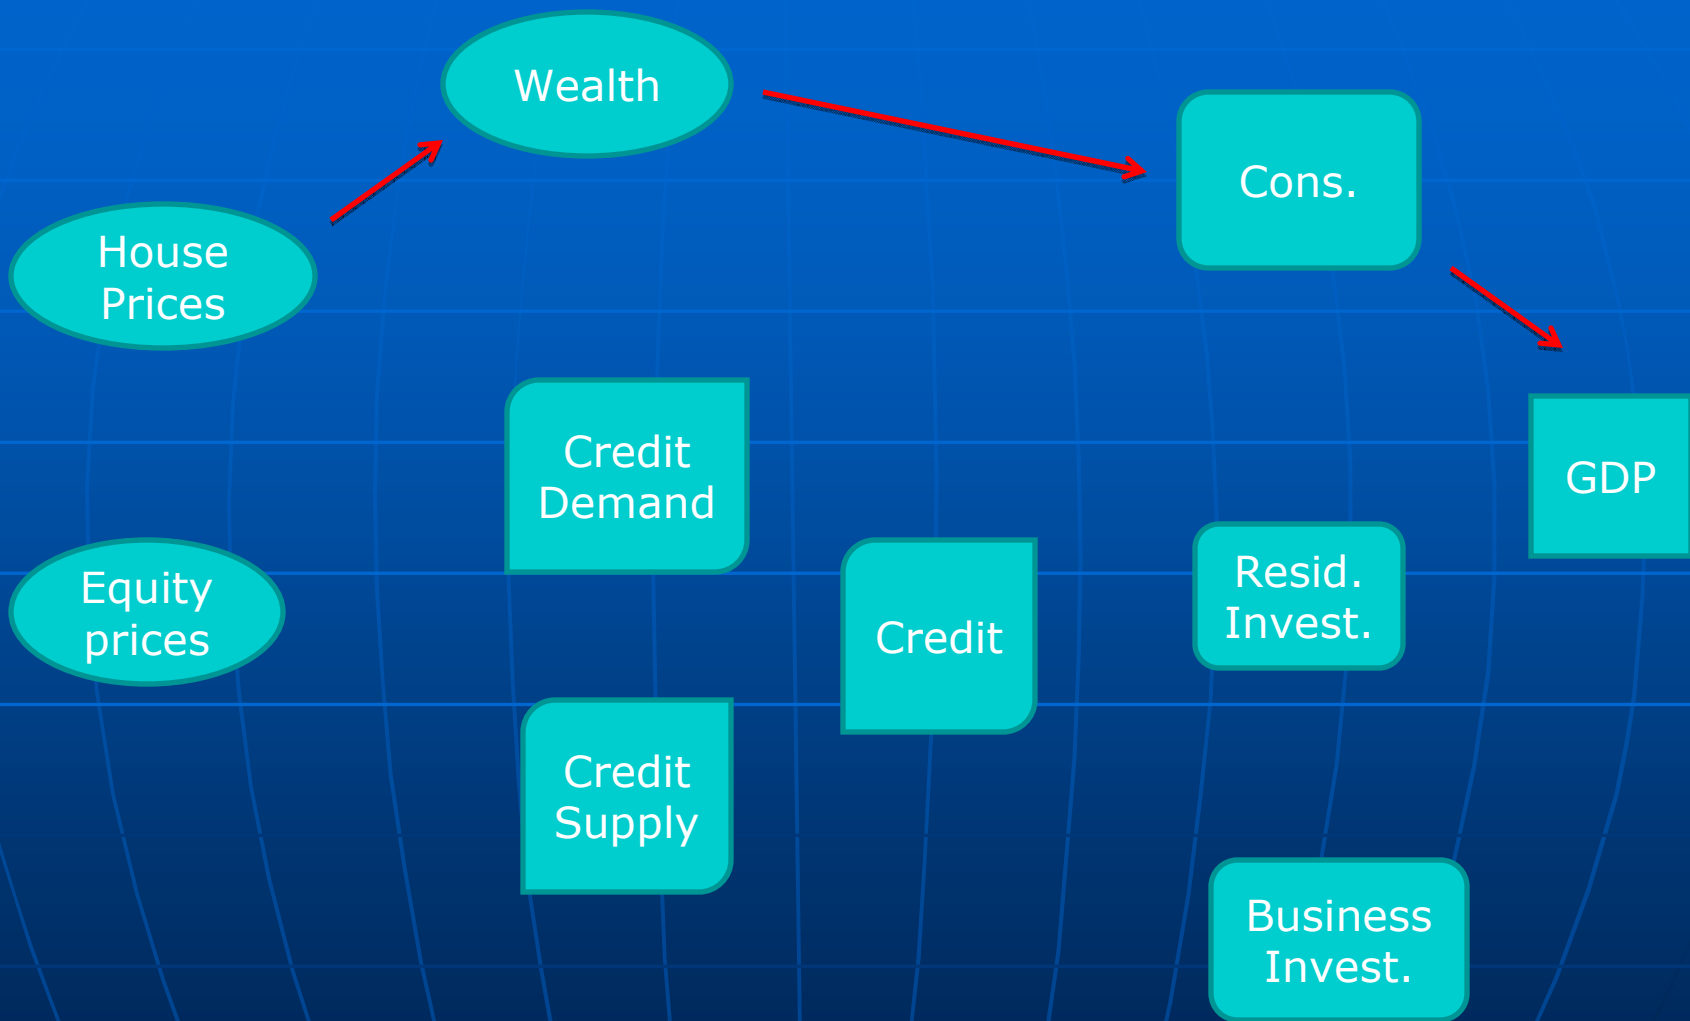 Wealth
Cons.
House
Prices
Credit
Demand
GDP
Equity
prices
Credit
Resid.
Invest.
Credit
Supply
Business
Invest.